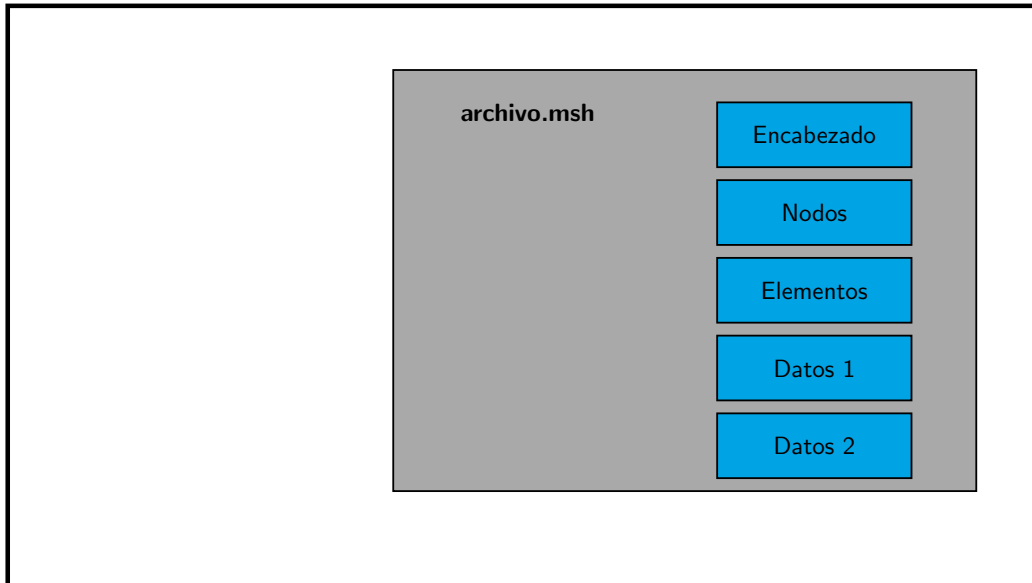 archivo.msh
Encabezado
Nodos
Elementos
Datos 1
Datos 2